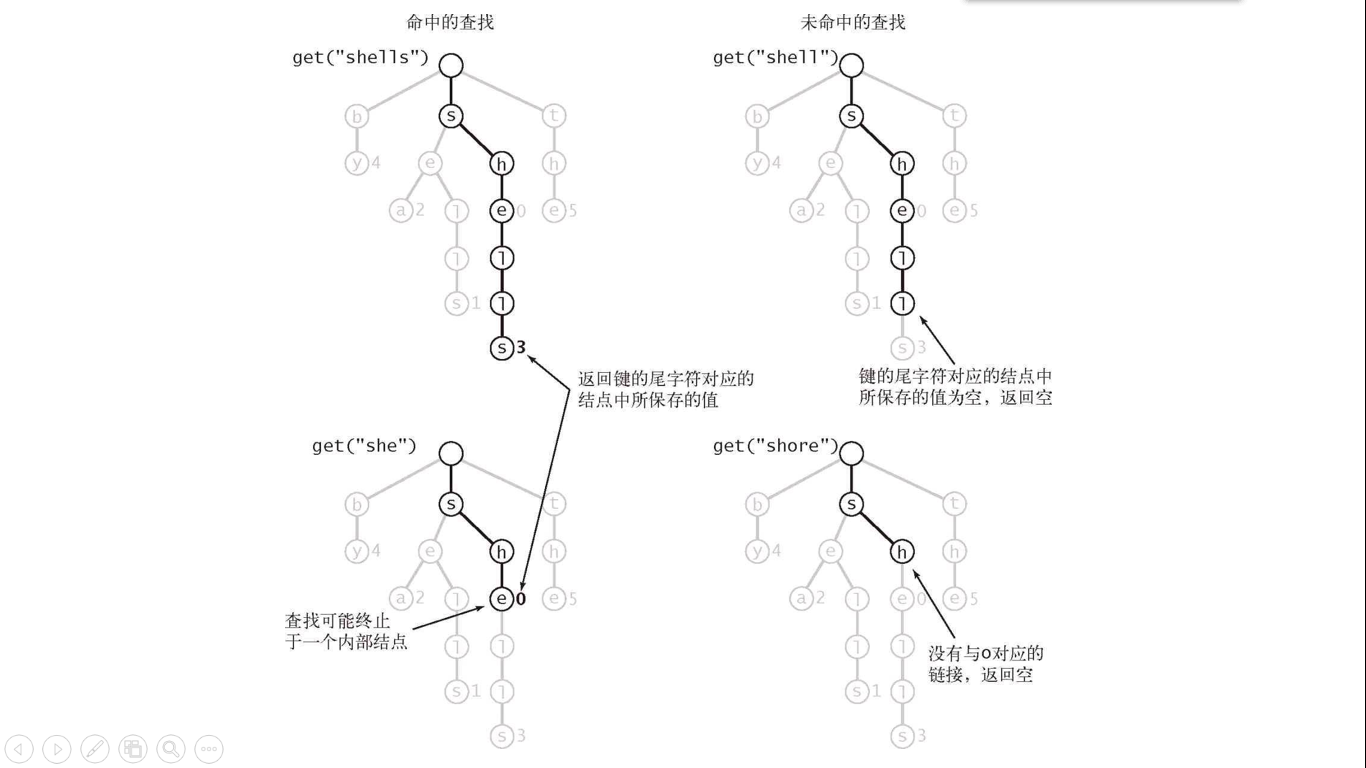 命中的查找
未命中的查找
get("shells")
b
s
t
y 4
e
h
h
a 2
l
e 0
e 5
l
l
s 1
l
s 3
get("shell")
b
s
t
y 4
e
h
h
a 2
l
e 0
e 5
l
l
s 1
l
s 3
返回键的尾字符对应的
结点中所保存的值
键的尾字符对应的结点中
所保存的值为空，返回空
get("she")
b
s
t
y 4
e
h
h
a 2
l
e 0
e 5
l
l
s 1
l
s 3
查找可能终止
于一个内部结点
get("shore")
b
s
t
y 4
e
h
h
a 2
l
e 0
e 5
l
l
s 1
l
s 3
没有与o对应的
链接，返回空